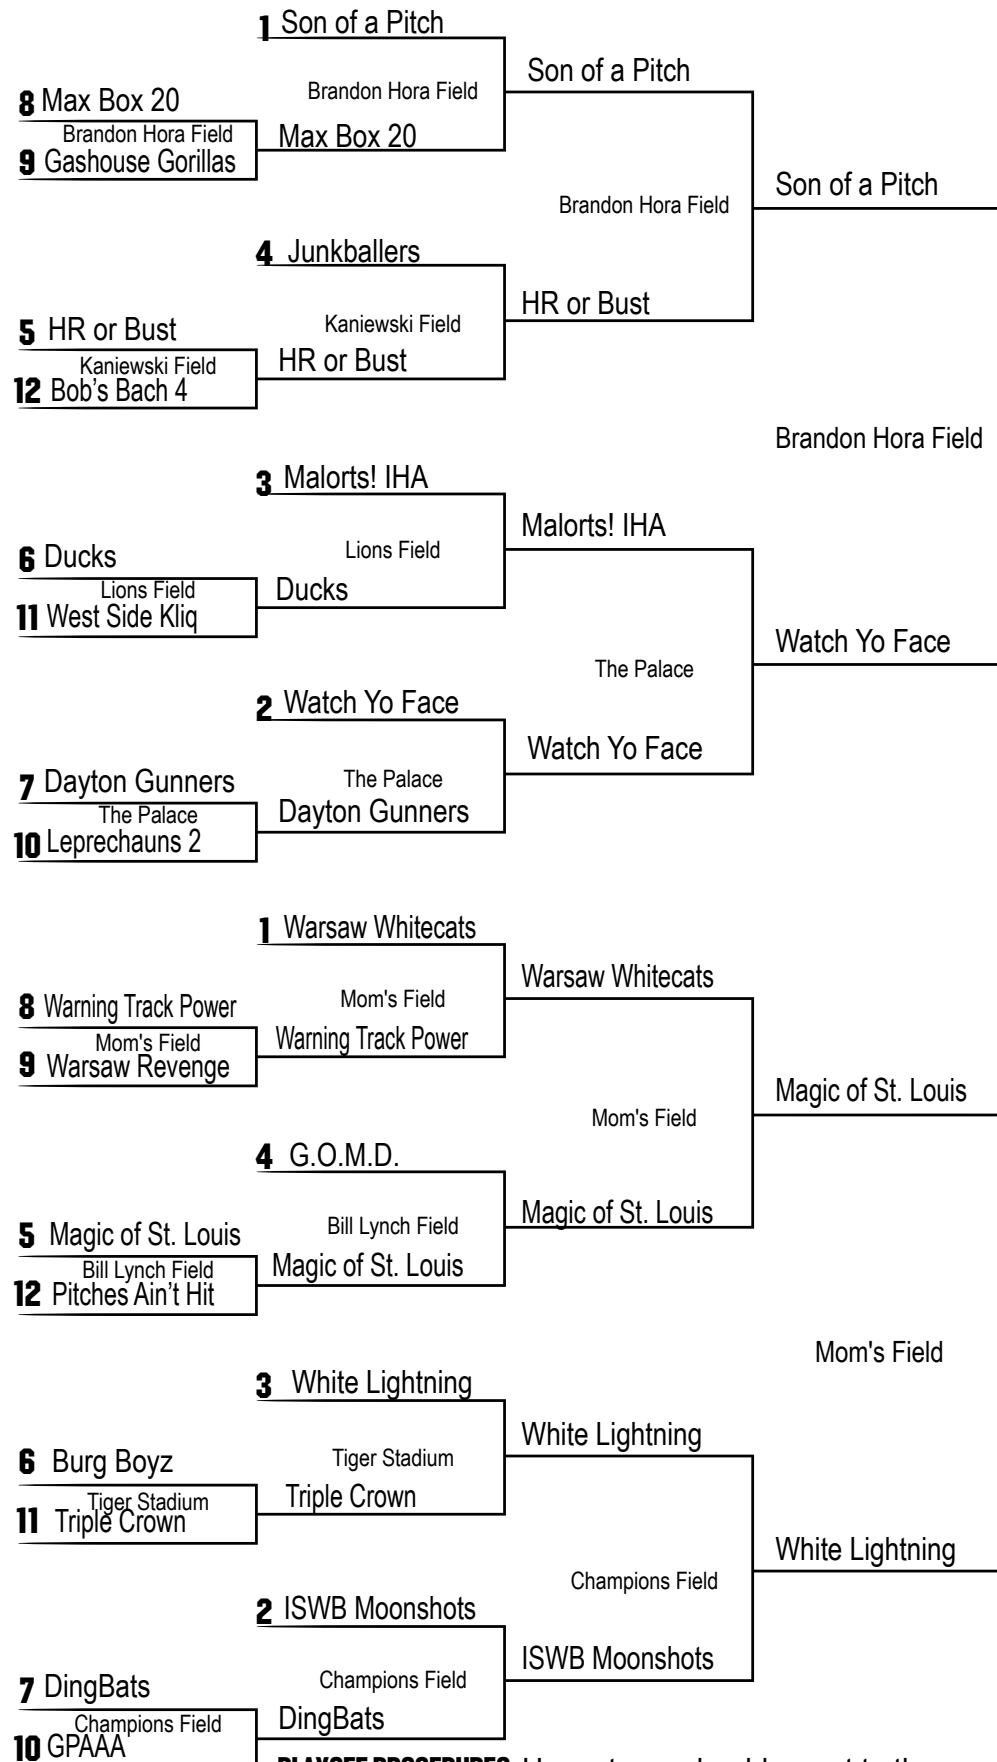 1 Son of a Pitch
Son of a Pitch
8 Max Box 20
Brandon Hora Field
Brandon Hora Field
Max Box 20
9 Gashouse Gorillas
Son of a Pitch
Brandon Hora Field
4 Junkballers
HR or Bust
5 HR or Bust
Kaniewski Field
Kaniewski Field
HR or Bust
12 Bob's Bach 4
Brandon Hora Field
3 Malorts! IHA
Malorts! IHA
6 Ducks
Lions Field
Lions Field
Ducks
11 West Side Kliq
Watch Yo Face
The Palace
2 Watch Yo Face
Watch Yo Face
7 Dayton Gunners
The Palace
The Palace
Dayton Gunners
10 Leprechauns 2
1 Warsaw Whitecats
Warsaw Whitecats
8 Warning Track Power
Mom's Field
Mom's Field
Warning Track Power
9 Warsaw Revenge
Magic of St. Louis
Mom's Field
4 G.O.M.D.
Magic of St. Louis
5 Magic of St. Louis
Bill Lynch Field
Bill Lynch Field
Magic of St. Louis
12 Pitches Ain't Hit
Mom's Field
3 White Lightning
White Lightning
6 Burg Boyz
Tiger Stadium
Tiger Stadium
Triple Crown
11 Triple Crown
White Lightning
Champions Field
2 ISWB Moonshots
ISWB Moonshots
7 DingBats
Champions Field
Champions Field
DingBats
10 GPAAA